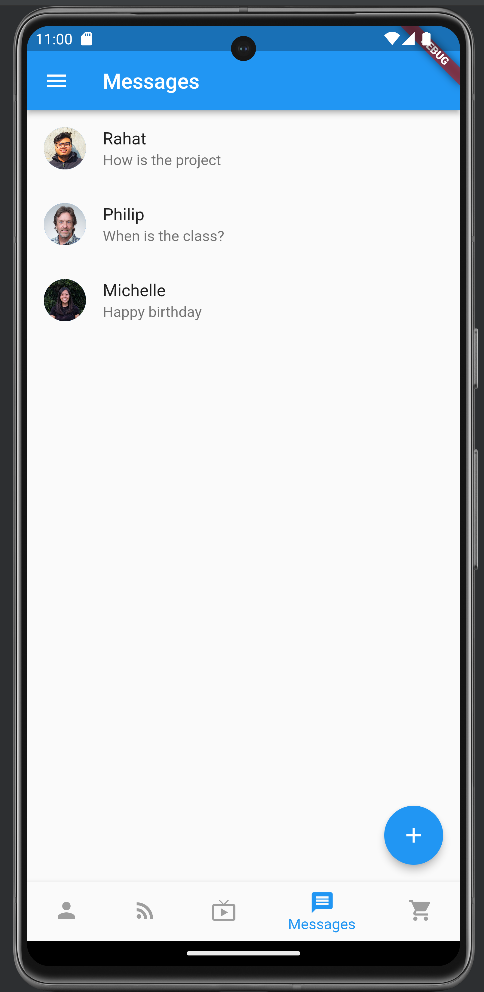 11:00
DEBUG
Messages
Rahat
How is the project
Philip
When is the class?
Michelle
Happy birthday
Messages